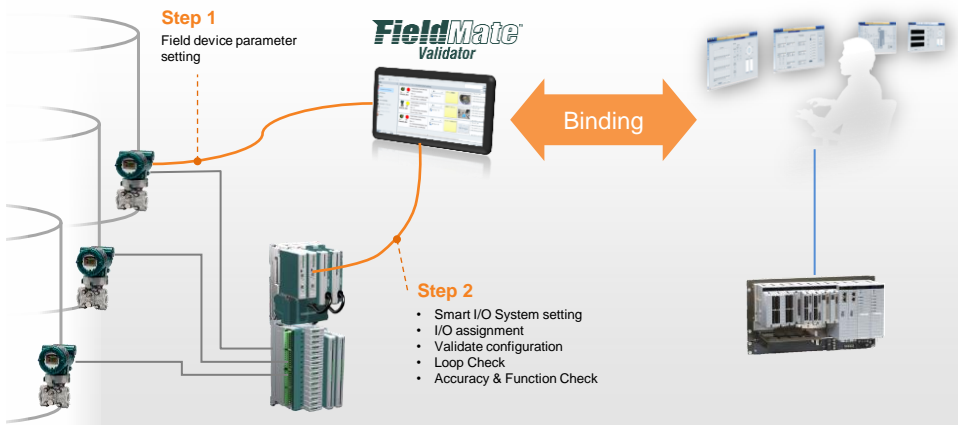 Step 1
Field device parameter
setting
FieldMate™
Validator
Binding
Step 2
• Smart I/O System setting
• I/O assignment
• Validate configuration
• Loop Check
• Accuracy & Function Check